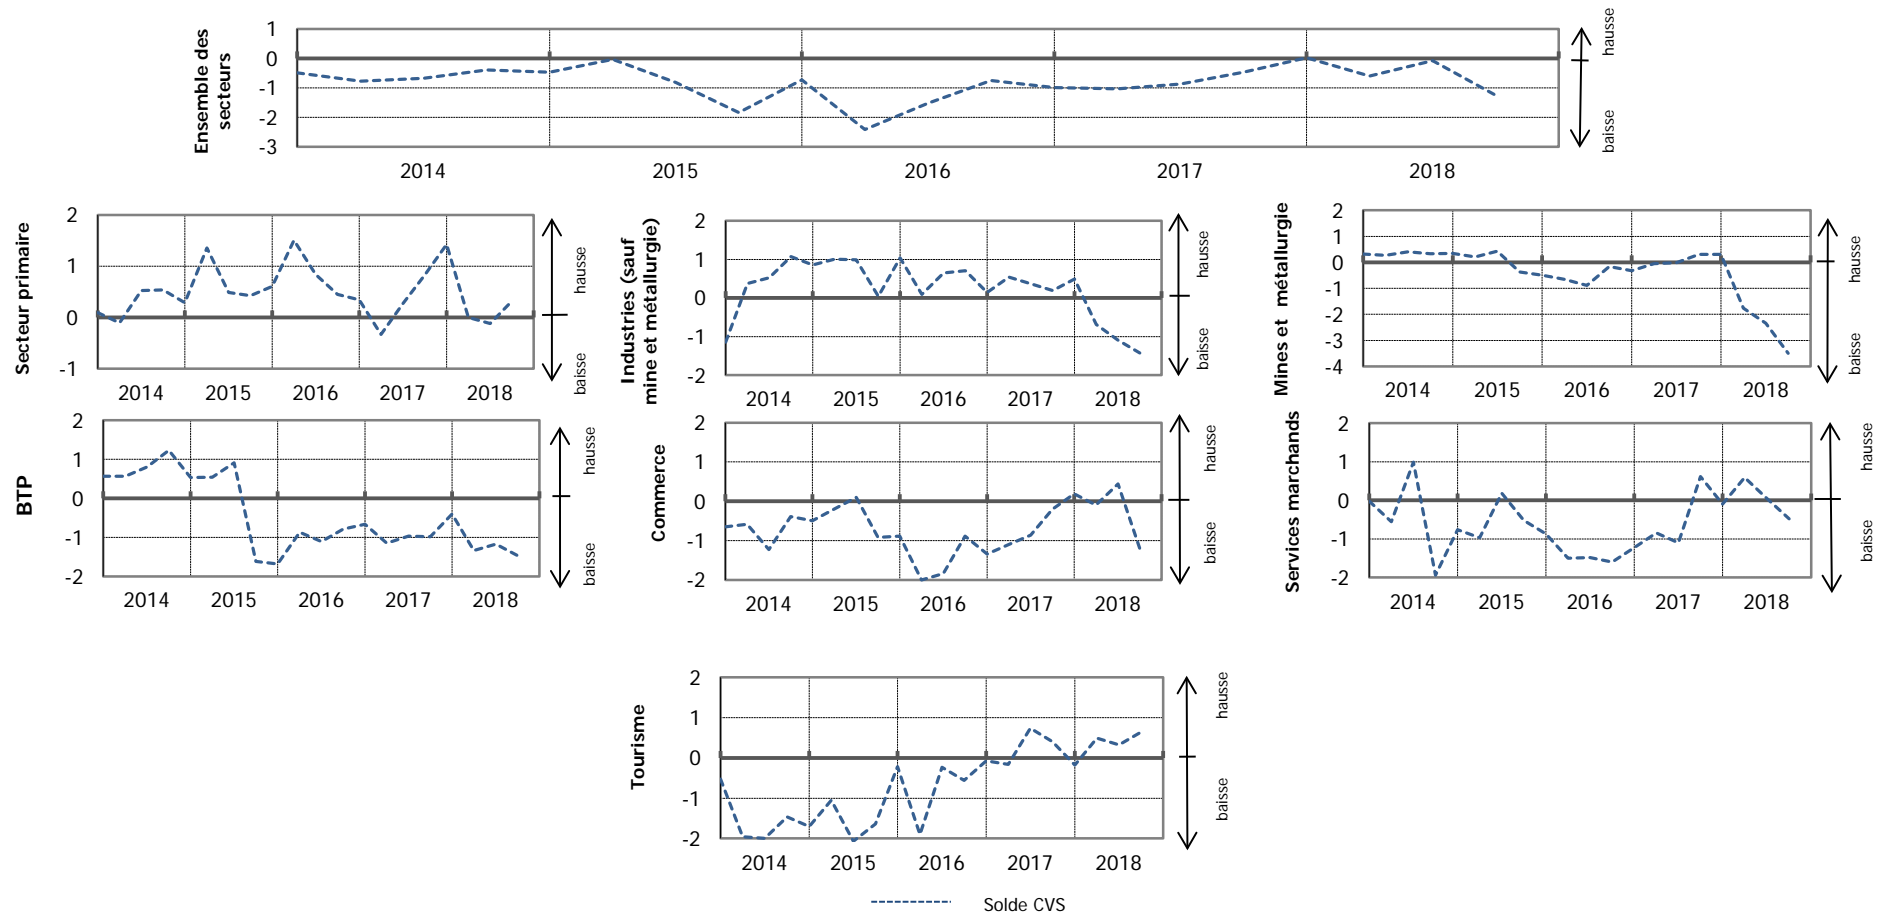 Ensemble des
secteurs
1
0
-1
-2
-3
2014 2015 2016 2017 2018
hausse
baisse
Secteur primaire
2
1
0
-1
2014 2015 2016 2017 2018
hausse
baisse
Industries (sauf
mine et métallurgie)
2
1
0
-1
-2
2014 2015 2016 2017 2018
hausse
baisse
Mines et métallurgie
2
1
0
-1
-2
-3
-4
2014 2015 2016 2017 2018
hausse
baisse
BTP
2
1
0
-1
-2
2014 2015 2016 2017 2018
hausse
baisse
Commerce
2
1
0
-1
-2
2014 2015 2016 2017 2018
hausse
baisse
Services marchands
2
1
0
-1
-2
2014 2015 2016 2017 2018
hausse
baisse
Tourisme
2
1
0
-1
-2
2014 2015 2016 2017 2018
hausse
baisse
Solde CVS